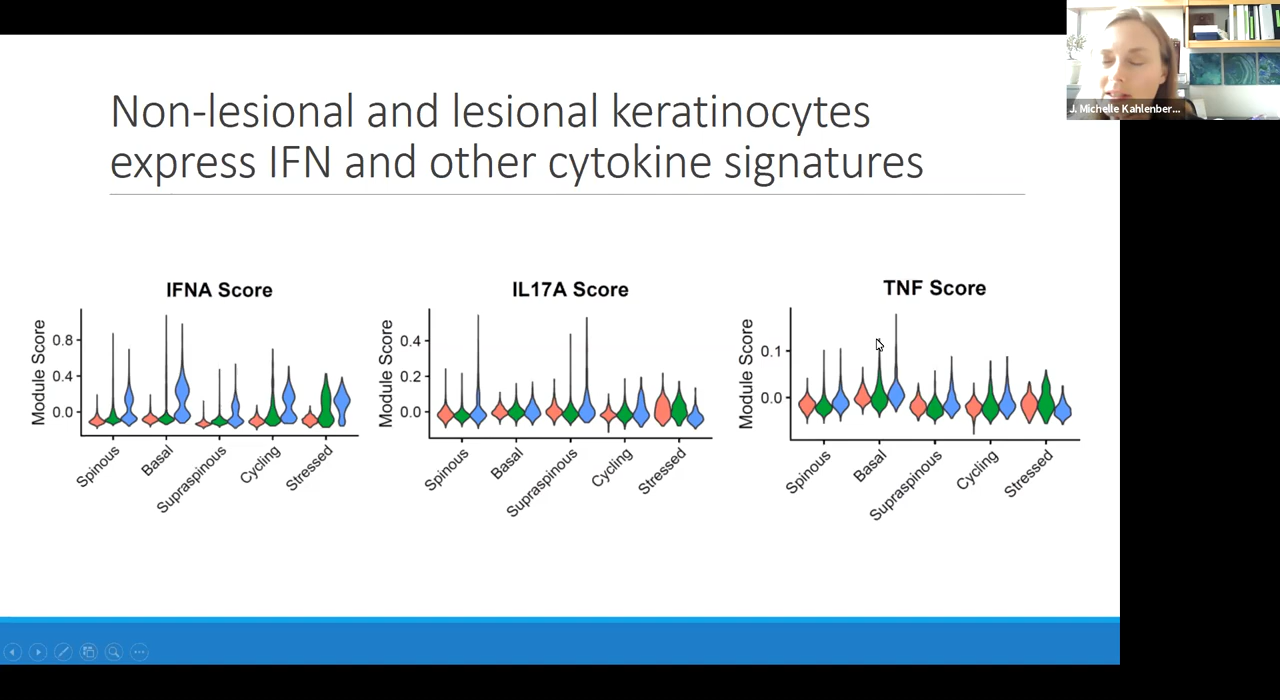 J. Michelle Kahlenber...
Non-lesional and lesional keratinocytes
express IFN and other cytokine signatures
IFNA Score
Module Score
0.8
0.4
0.0
Spinous
Basal
Supraspinous
Cycling
Stressed
IL17A Score
Module Score
0.4
0.2
0.0
Spinous
Basal
Supraspinous
Cycling
Stressed
TNF Score
Module Score
0.1
0.0
Spinous
Basal
Supraspinous
Cycling
Stressed